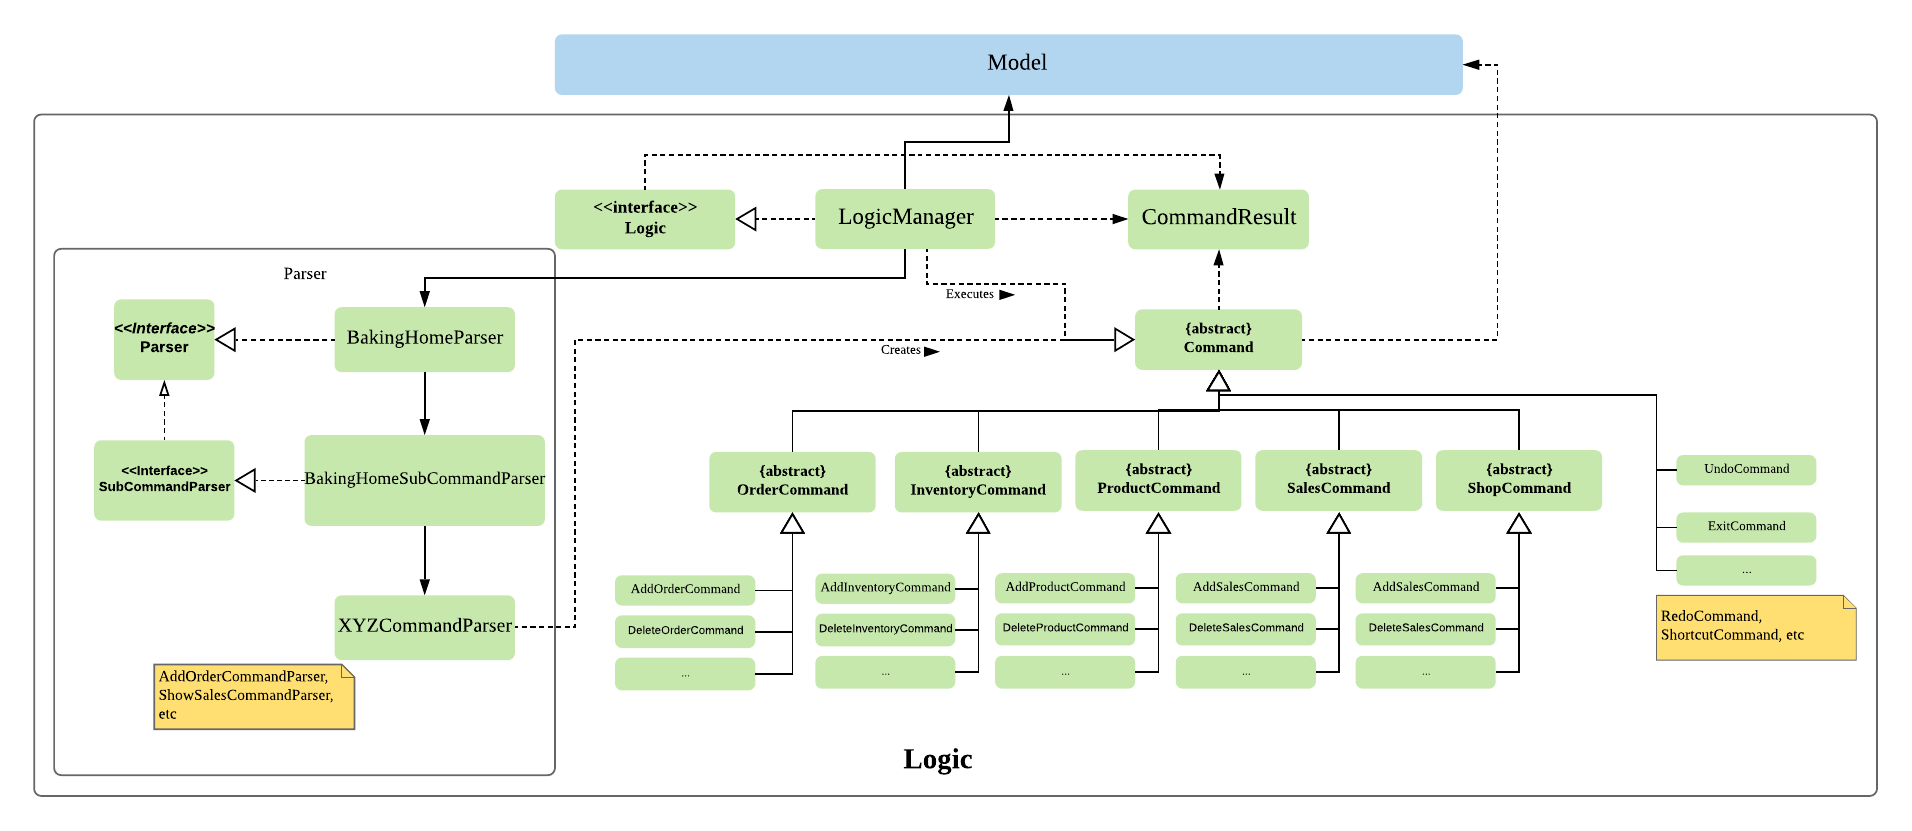 Model
<<interface>>
Logic
LogicManager
CommandResult
Parser
Executes
<<Interface>>
Parser
BakingHomeParser
{abstract}
Command
Creates
<<Interface>>
SubCommandParser
BakingHomeSubCommandParser
{abstract}
OrderCommand
{abstract}
InventoryCommand
{abstract}
ProductCommand
{abstract}
SalesCommand
{abstract}
ShopCommand
UndoCommand
ExitCommand
...
AddOrderCommand
AddInventoryCommand
AddProductCommand
AddSalesCommand
AddSalesCommand
DeleteOrderCommand
DeleteInventoryCommand
DeleteProductCommand
DeleteSalesCommand
DeleteSalesCommand
...
...
...
...
...
XYZCommandParser
RedoCommand,
ShortcutCommand, etc
AddOrderCommandParser,
ShowSalesCommandParser,
etc
Logic